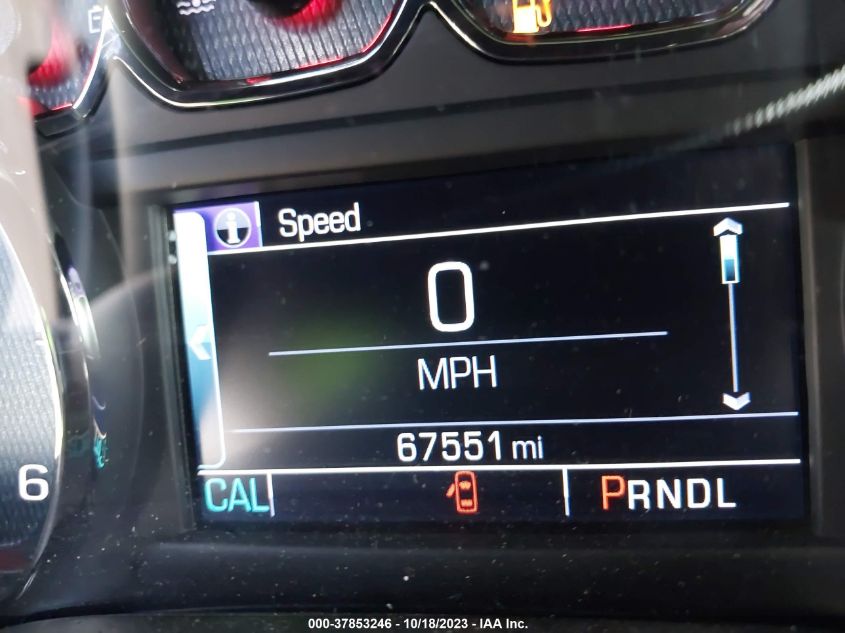 E
Speed
0
MPH
67551 mi
6
CAL
PRNDL
000-37853246 - 10/18/2023 - IAA Inc.